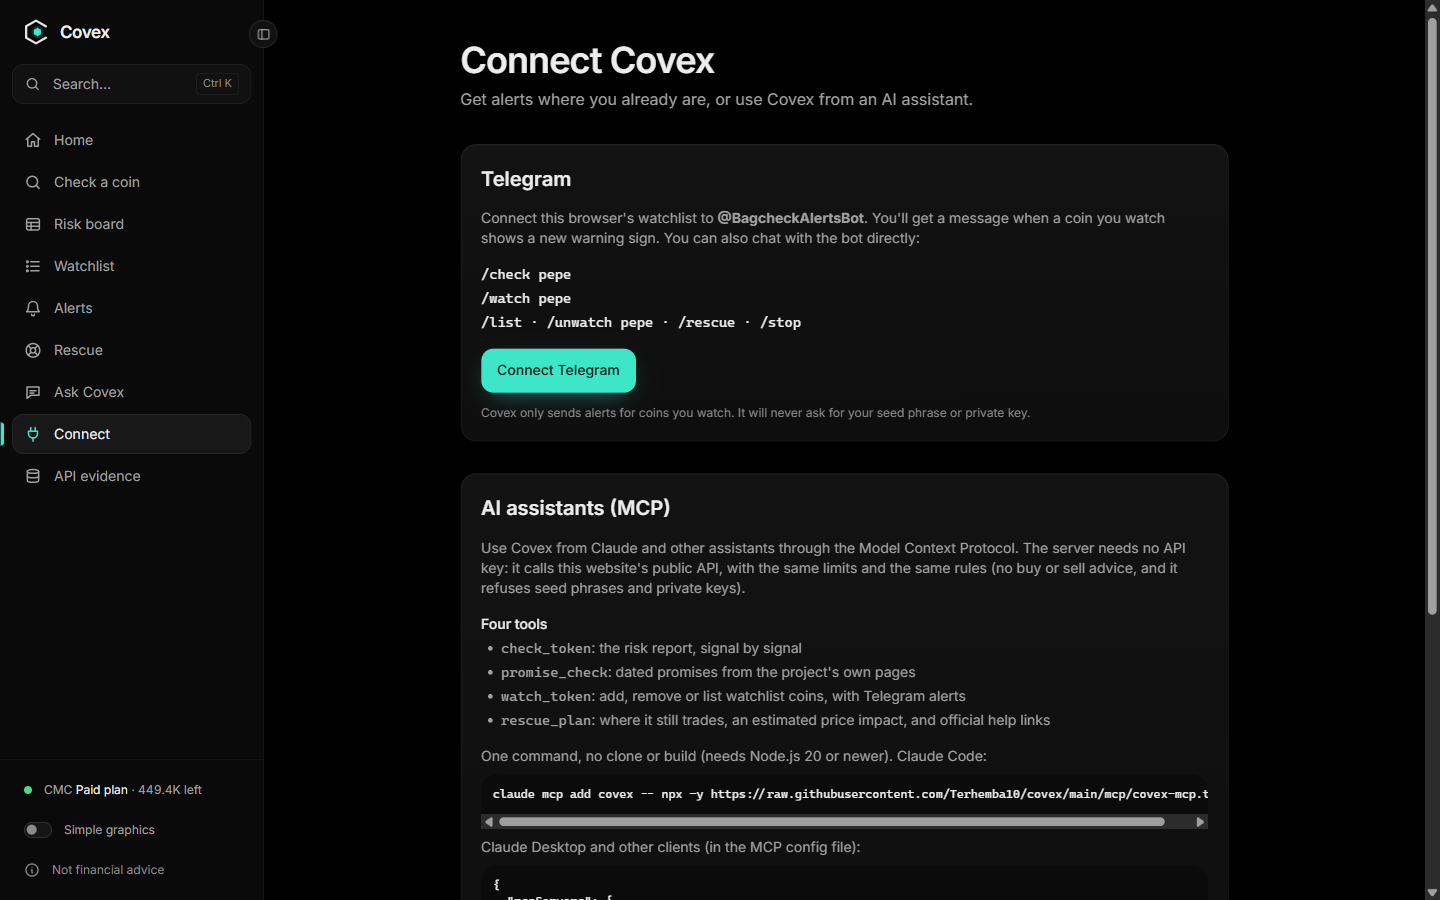 Covex
Search...
Ctrl K
Home
Check a coin
Risk board
Watchlist
Alerts
Rescue
Ask Covex
Connect
API evidence
CMC Paid plan · 449.4K left
Simple graphics
Not financial advice
Connect Covex
Get alerts where you already are, or use Covex from an AI assistant.
Telegram
Connect this browser's watchlist to @BagcheckAlertsBot. You'll get a message when a coin you watch
shows a new warning sign. You can also chat with the bot directly:
/check pepe
/watch pepe
/list · /unwatch pepe · /rescue · /stop
Connect Telegram
Covex only sends alerts for coins you watch. It will never ask for your seed phrase or private key.
AI assistants (MCP)
Use Covex from Claude and other assistants through the Model Context Protocol. The server needs no API
key: it calls this website's public API, with the same limits and the same rules (no buy or sell advice, and it
refuses seed phrases and private keys).
Four tools
• check_token: the risk report, signal by signal
• promise_check: dated promises from the project's own pages
• watch_token: add, remove or list watchlist coins, with Telegram alerts
• rescue_plan: where it still trades, an estimated price impact, and official help links
One command, no clone or build (needs Node.js 20 or newer). Claude Code:
claude mcp add covex -- npx -y https://raw.githubusercontent.com/Terhemba10/covex/main/mcp/covex-mcp.t
Claude Desktop and other clients (in the MCP config file):
{
"mcpServers": {